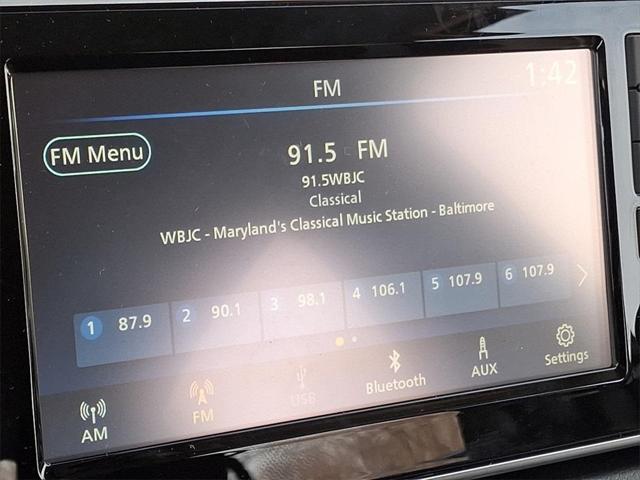 1:42
FM
FM Menu
91.5 FM
91.5WBJC
Classical
WBJC - Maryland's Classical Music Station - Baltimore
1 87.9 2 90.1 3 98.1 4 106.1 5 107.9 6 107.9
AM FM USB Bluetooth AUX Settings